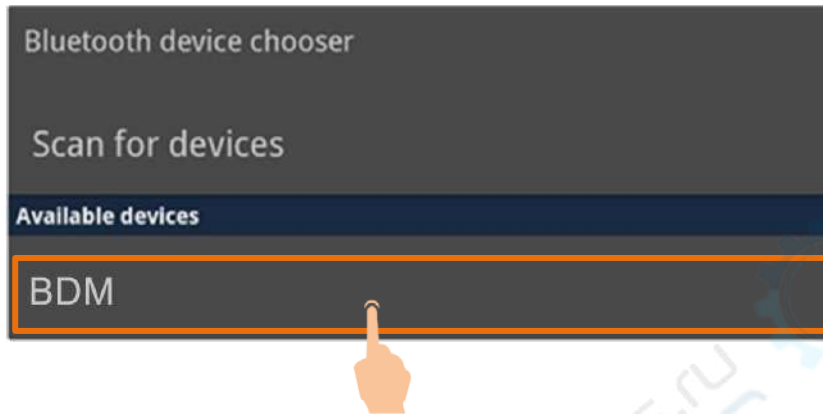 Bluetooth device chooser
Scan for devices
Available devices
BDM